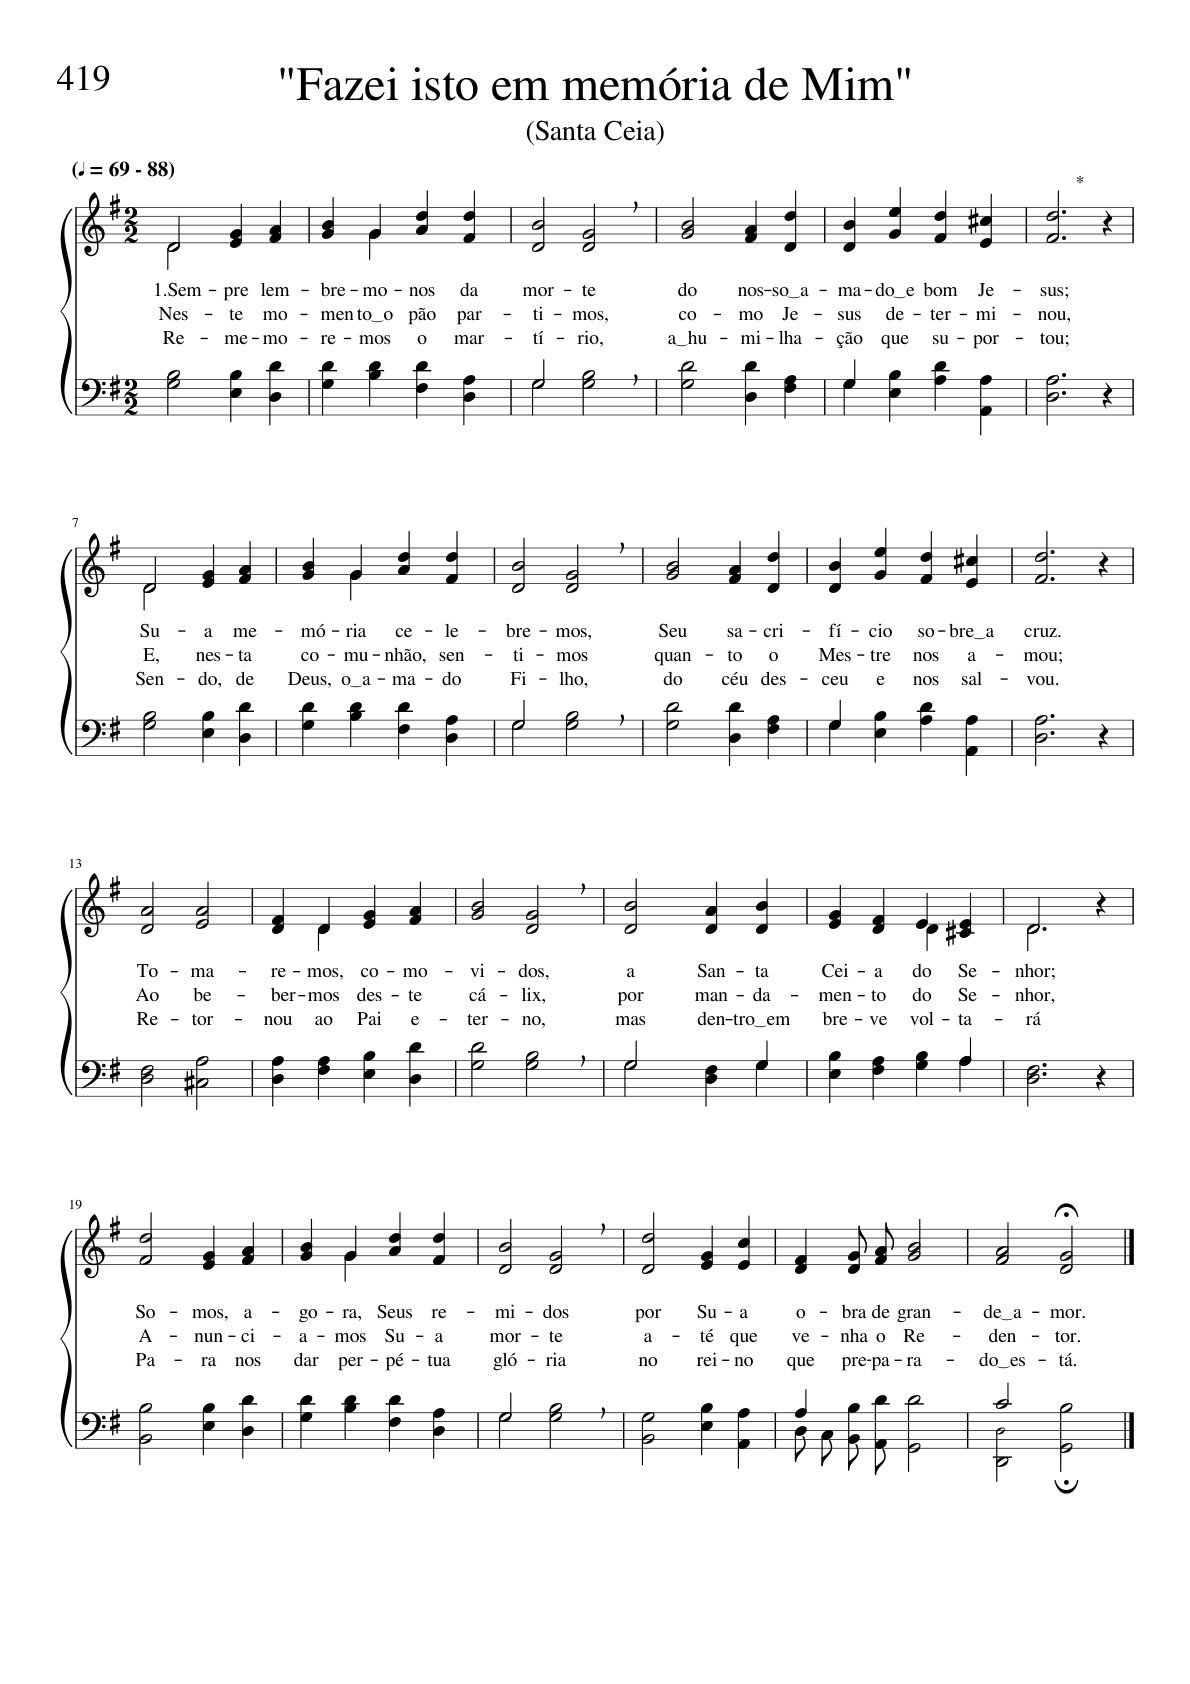 419
"Fazei isto em memória de Mim"
(Santa Ceia)
(♩ = 69 - 88)
*
1.Sem - pre lem - bre - mo - nos da mor - te do nos - so‿a - ma - do‿e bom Je - sus;
Nes - te mo - men to‿o pão par - ti - mos, co - mo Je - sus de - ter - mi - nou,
Re - me - mo - re - mos o mar - tí - rio, a‿hu - mi - lha - ção que su - por - tou;
7
Su - a me - mó - ria ce - le - bre - mos, Seu sa - cri - fí - cio so - bre‿a cruz.
E, nes - ta co - mu - nhão, sen - ti - mos quan - to o Mes - tre nos a - mou;
Sen - do, de Deus, o‿a - ma - do Fi - lho, do céu des - ceu e nos sal - vou.
13
To - ma - re - mos, co - mo - vi - dos, a San - ta Cei - a do Se - nhor;
Ao be - ber - mos des - te cá - lix, por man - da - men - to do Se - nhor,
Re - tor - nou ao Pai e - ter - no, mas den - tro‿em bre - ve vol - ta - rá
19
So - mos, a - go - ra, Seus re - mi - dos por Su - a o - bra de gran - de‿a - mor.
A - nun - ci - a - mos Su - a mor - te a - té que ve - nha o Re - den - tor.
Pa - ra nos dar per - pé - tua gló - ria no rei - no que pre - pa - ra - do‿es - tá.